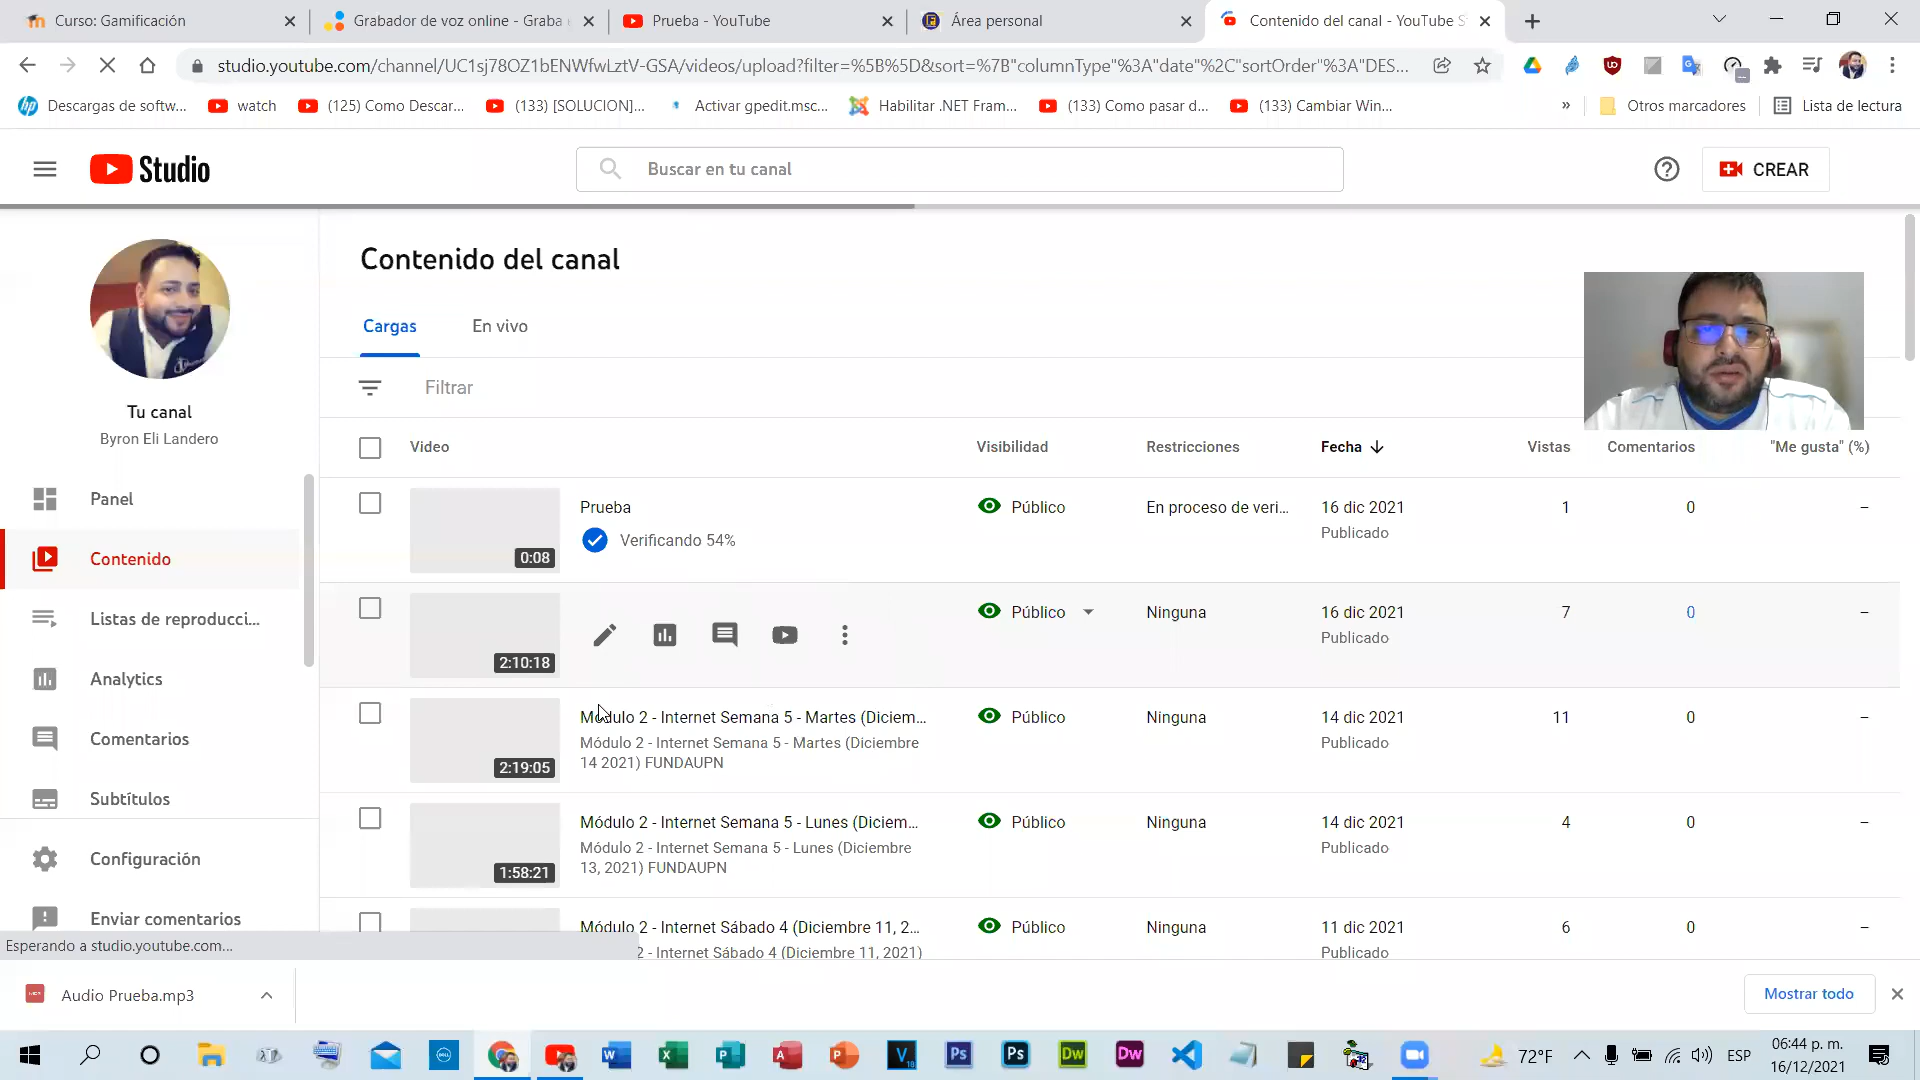 Curso: Gamificación
Grabador de voz online - Graba
Prueba - YouTube
Área personal
Contenido del canal - YouTube S
studio.youtube.com/channel/UC1sj78OZ1bENWfwLztV-GSA/videos/upload?filter=%5B%5D&sort=%7B"columnType"%3A"date"%2C"sortOrder"%3A"DES...
Descargas de softw...
watch
(125) Como Descar...
(133) [SOLUCION]...
Activar gpedit.msc...
Habilitar .NET Fram...
(133) Como pasar d...
(133) Cambiar Win...
»
Otros marcadores
Lista de lectura
Studio
Buscar en tu canal
CREAR
Contenido del canal
Cargas
En vivo
Filtrar
Tu canal
Byron Eli Landero
Panel
Contenido
Listas de reproducci...
Analytics
Comentarios
Subtítulos
Configuración
Enviar comentarios
Video
Visibilidad
Restricciones
Fecha
Vistas
Comentarios
"Me gusta" (%)
0:08
Prueba
Verificando 54%
Público
En proceso de veri...
16 dic 2021
Publicado
1
0
–
2:10:18
Público
Ninguna
16 dic 2021
Publicado
7
0
–
2:19:05
Módulo 2 - Internet Semana 5 - Martes (Diciem...
Módulo 2 - Internet Semana 5 - Martes (Diciembre
14 2021) FUNDAUPN
Público
Ninguna
14 dic 2021
Publicado
11
0
–
1:58:21
Módulo 2 - Internet Semana 5 - Lunes (Diciem...
Módulo 2 - Internet Semana 5 - Lunes (Diciembre
13, 2021) FUNDAUPN
Público
Ninguna
14 dic 2021
Publicado
4
0
–
Módulo 2 - Internet Sábado 4 (Diciembre 11, 2...
2 - Internet Sábado 4 (Diciembre 11, 2021)
Público
Ninguna
11 dic 2021
Publicado
6
0
–
Esperando a studio.youtube.com...
Audio Prueba.mp3
Mostrar todo
72°F
ESP
06:44 p. m.
16/12/2021